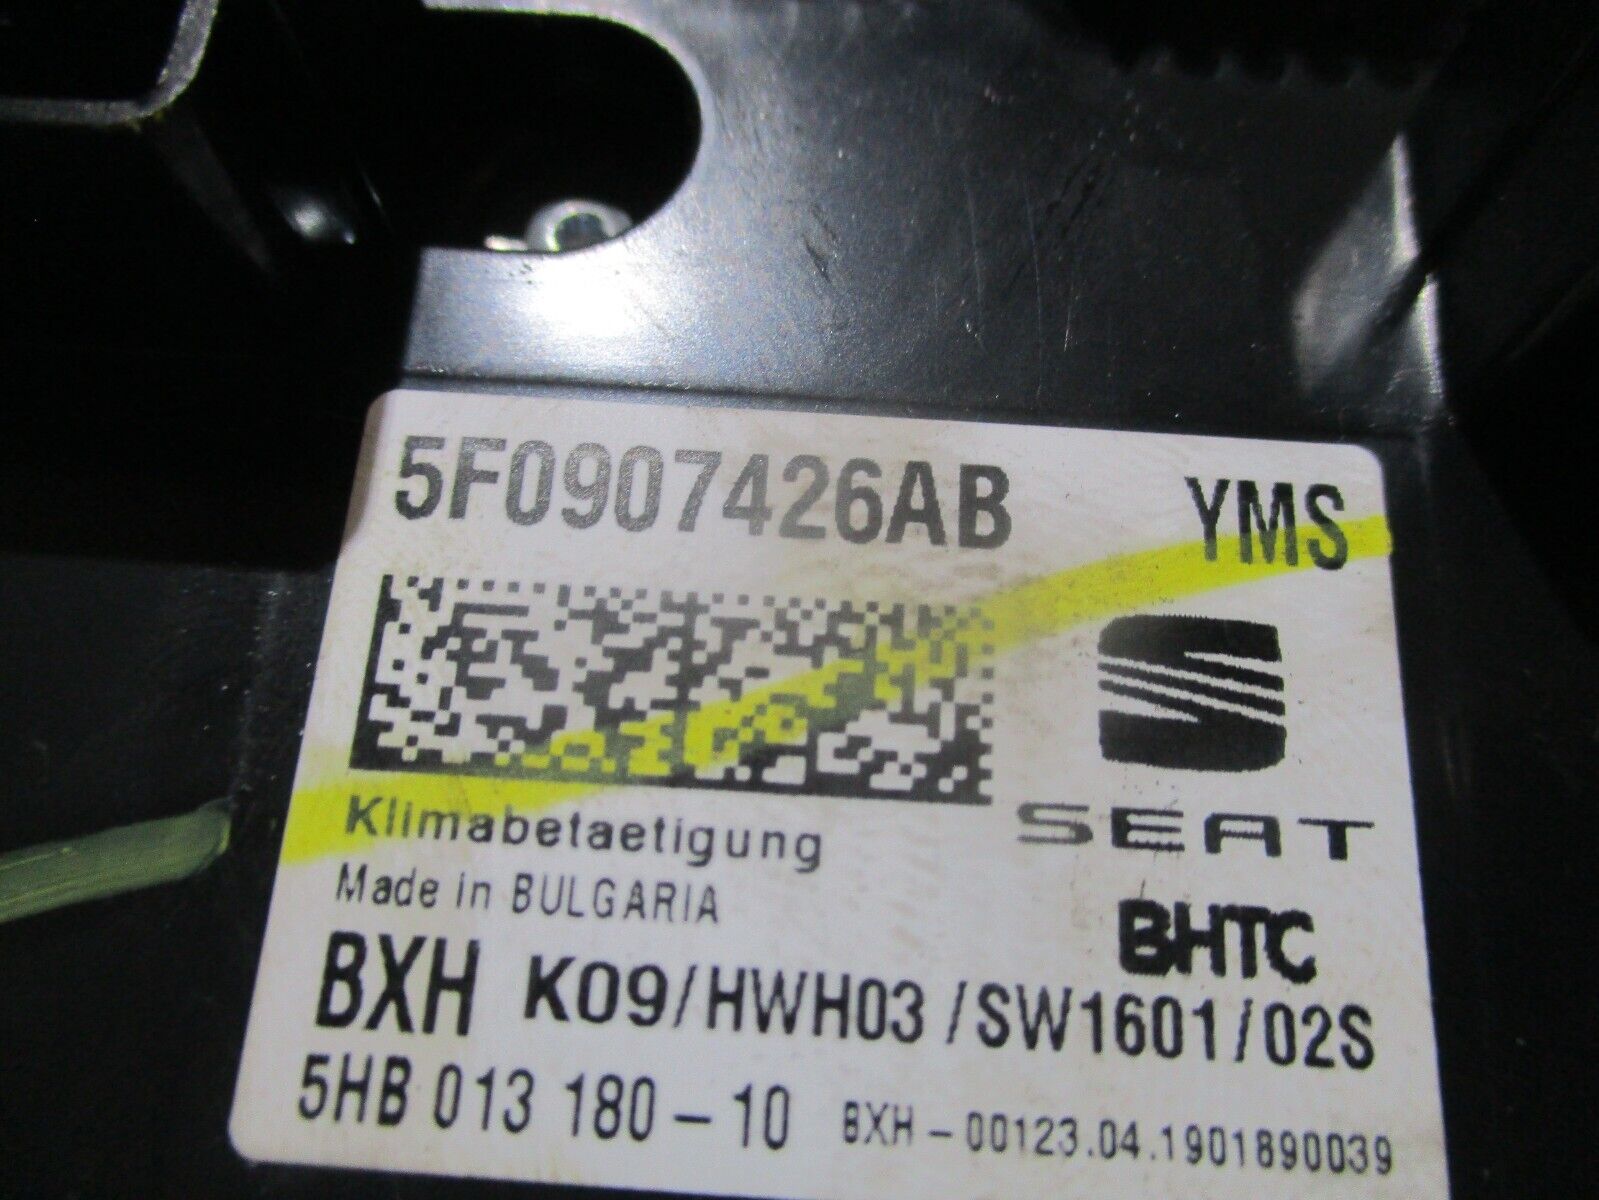 5F0907426AB YMS
SEAT
Klimabetaetigung
Made in BULGARIA
BHTC
BXH K09/HWH03/SW1601/02S
5HB 013 180-10 BXH-00123.04.1901890039